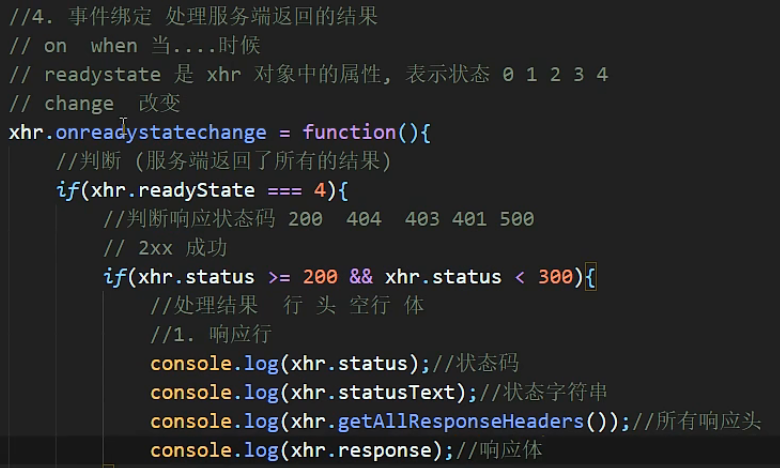 //4. 事件绑定 处理服务端返回的结果
// on  when 当....时候
// readystate 是 xhr 对象中的属性, 表示状态 0 1 2 3 4
// change  改变
xhr.onreadystatechange = function(){
//判断 (服务端返回了所有的结果)
if(xhr.readyState === 4){
//判断响应状态码 200  404  403 401 500
// 2xx 成功
if(xhr.status >= 200 && xhr.status < 300){
//处理结果  行 头 空行 体
//1. 响应行
console.log(xhr.status);//状态码
console.log(xhr.statusText);//状态字符串
console.log(xhr.getAllResponseHeaders());//所有响应头
console.log(xhr.response);//响应体